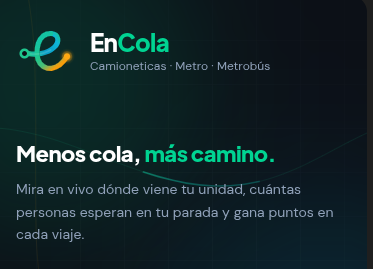 EnCola
Camioneticas · Metro · Metrobús
Menos cola, más camino.
Mira en vivo dónde viene tu unidad, cuántas
personas esperan en tu parada y gana puntos en
cada viaje.